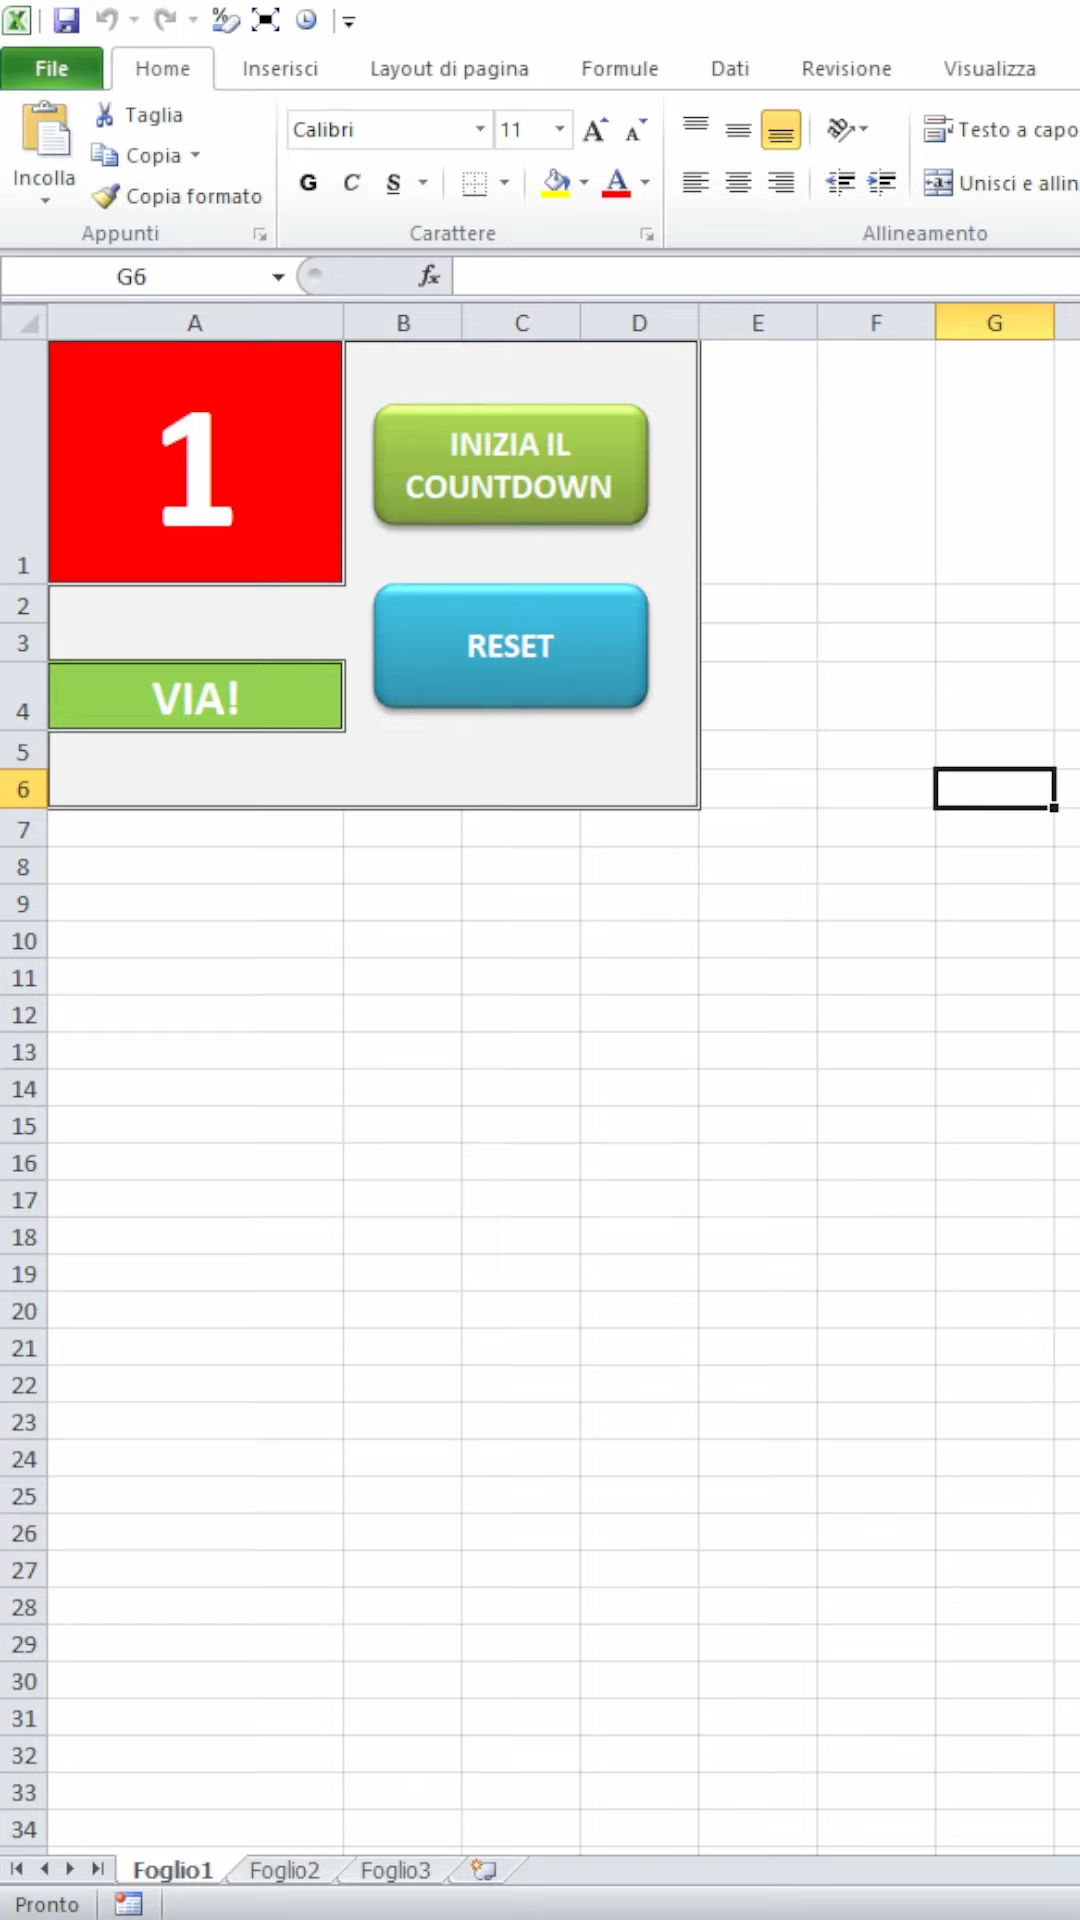 File Home Inserisci Layout di pagina Formule Dati Revisione Visualizza
Taglia
Copia
Copia formato
Incolla
Appunti
Calibri 11
G C S
Carattere
Testo a capo
Unisci e allin
Allineamento
G6 fx
A B C D E F G
1
INIZIA IL
COUNTDOWN
1
2
RESET
3
VIA!
4
5
6
7
8
9
10
11
12
13
14
15
16
17
18
19
20
21
22
23
24
25
26
27
28
29
30
31
32
33
34
Foglio1 Foglio2 Foglio3
Pronto